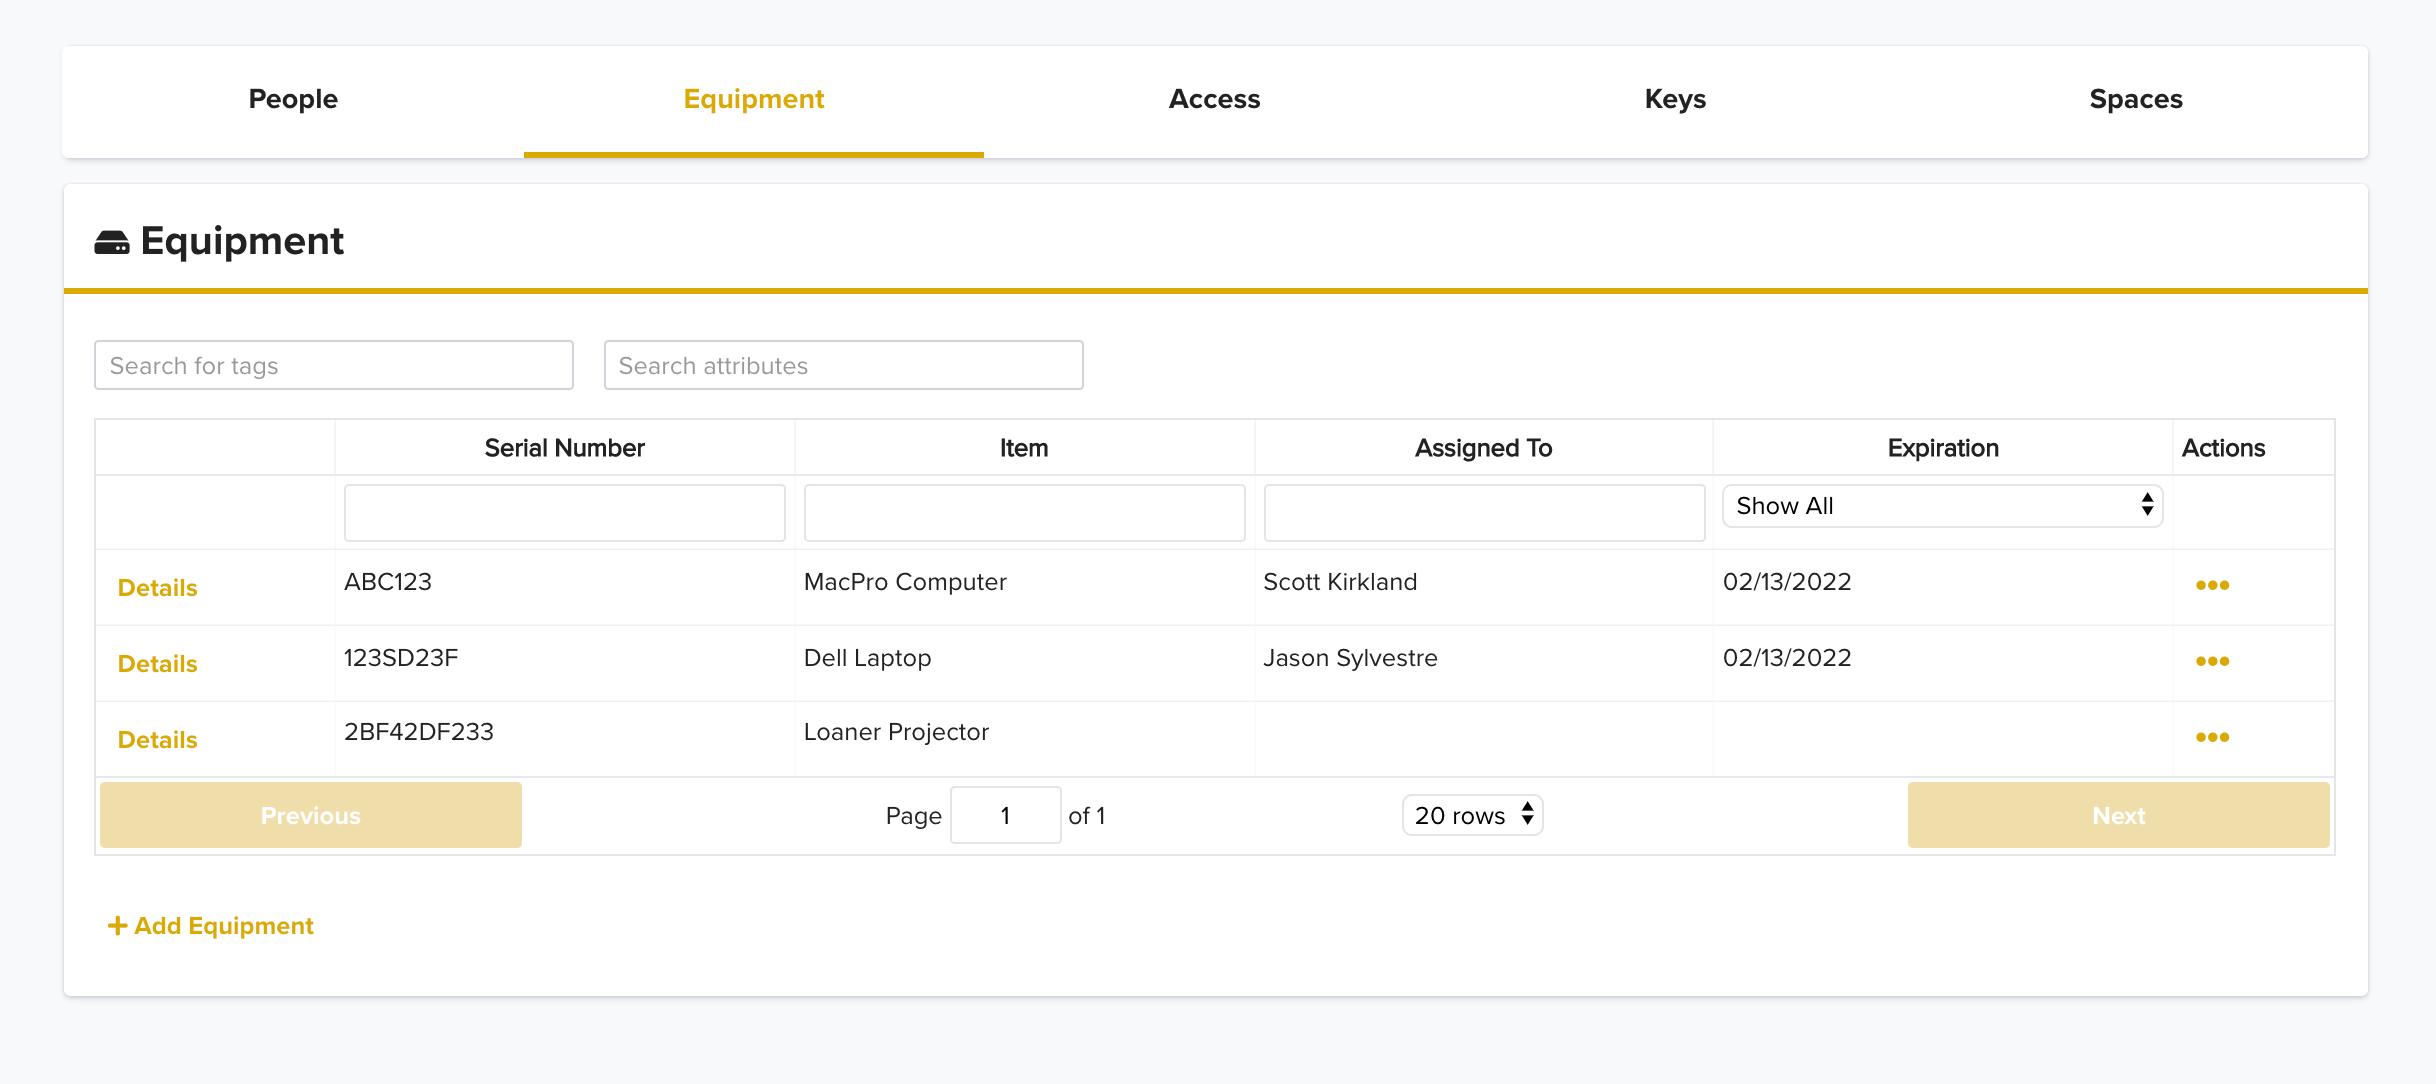 People Equipment Access Keys Spaces
Equipment
Search for tags Search attributes
Serial Number Item Assigned To Expiration Actions
Show All
Details ABC123 MacPro Computer Scott Kirkland 02/13/2022
Details 123SD23F Dell Laptop Jason Sylvestre 02/13/2022
Details 2BF42DF233 Loaner Projector
Previous Page 1 of 1 20 rows Next
+ Add Equipment